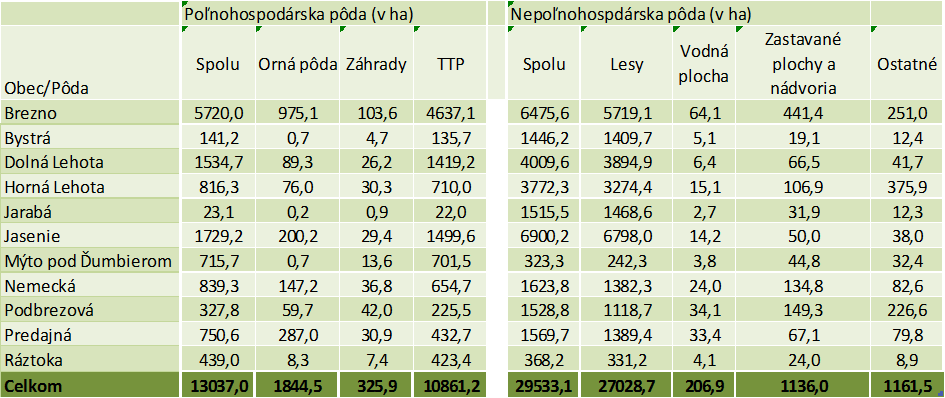 Poľnohospodárska pôda (v ha) Nepoľnohospdárska pôda (v ha)
Obec/Pôda Spolu Orná pôda Záhrady TTP Spolu Lesy Vodná plocha Zastavané plochy a nádvoria Ostatné
Brezno 5720,0 975,1 103,6 4637,1 6475,6 5719,1 64,1 441,4 251,0
Bystrá 141,2 0,7 4,7 135,7 1446,2 1409,7 5,1 19,1 12,4
Dolná Lehota 1534,7 89,3 26,2 1419,2 4009,6 3894,9 6,4 66,5 41,7
Horná Lehota 816,3 76,0 30,3 710,0 3772,3 3274,4 15,1 106,9 375,9
Jarabá 23,1 0,2 0,9 22,0 1515,5 1468,6 2,7 31,9 12,3
Jasenie 1729,2 200,2 29,4 1499,6 6900,2 6798,0 14,2 50,0 38,0
Mýto pod Ďumbierom 715,7 0,7 13,6 701,5 323,3 242,3 3,8 44,8 32,4
Nemecká 839,3 147,2 36,8 654,7 1623,8 1382,3 24,0 134,8 82,6
Podbrezová 327,8 59,7 42,0 225,5 1528,8 1118,7 34,1 149,3 226,6
Predajná 750,6 287,0 30,9 432,7 1569,7 1389,4 33,4 67,1 79,8
Ráztoka 439,0 8,3 7,4 423,4 368,2 331,2 4,1 24,0 8,9
Celkom 13037,0 1844,5 325,9 10861,2 29533,1 27028,7 206,9 1136,0 1161,5